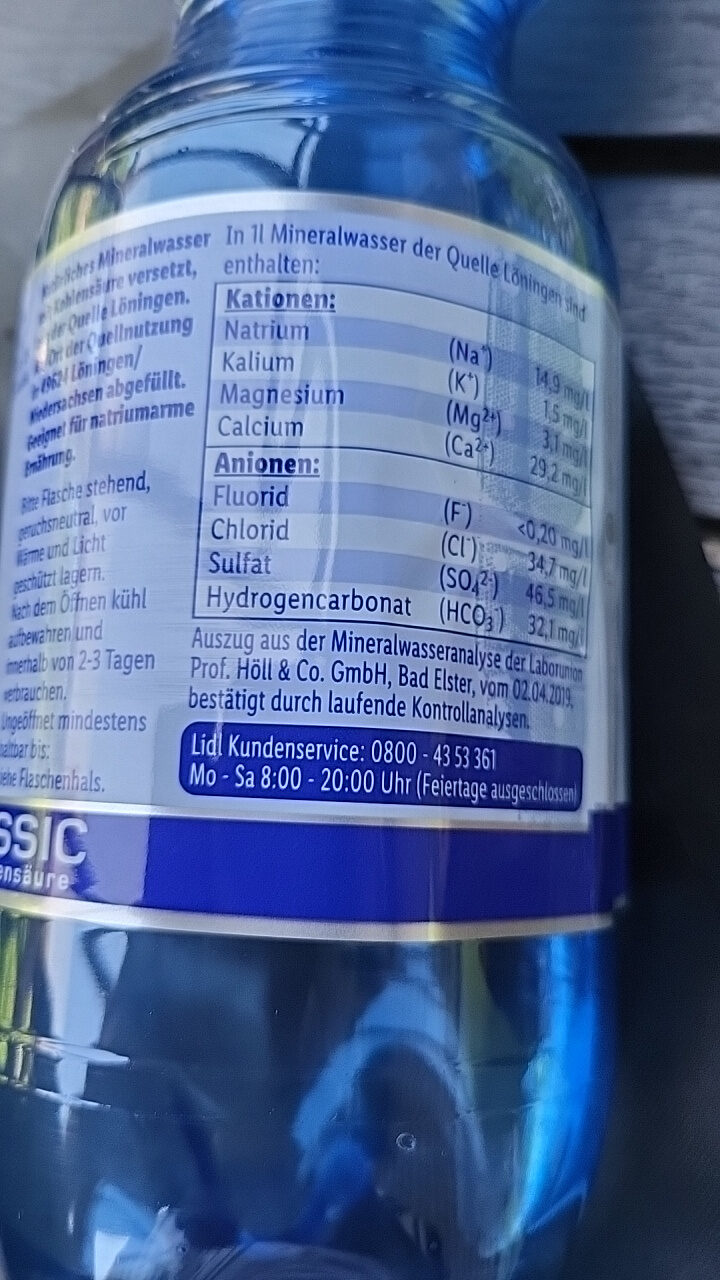 Mineralwasser
Kohlensäure versetzt,
der Quelle Löningen.
Ort der Quellnutzung
49624 Löningen/
Niedersachsen abgefüllt.
Geeignet für natriumarme
Ernährung.
Bitte Flasche stehend,
geruchsneutral, vor
Wärme und Licht
geschützt lagern.
Nach dem Öffnen kühl
aufbewahren und
innerhalb von 2-3 Tagen
verbrauchen.
Ungeöffnet mindestens
haltbar bis:
siehe Flaschenhals.
In 1l Mineralwasser der Quelle Löningen sind
enthalten:
Kationen:
Natrium (Na⁺) 14,9 mg/l
Kalium (K⁺) 1,5 mg/l
Magnesium (Mg²⁺) 3,1 mg/l
Calcium (Ca²⁺) 29,2 mg/l
Anionen:
Fluorid (F⁻) <0,20 mg/l
Chlorid (Cl⁻) 34,7 mg/l
Sulfat (SO₄²⁻) 46,5 mg/l
Hydrogencarbonat (HCO₃⁻) 32,1 mg/l
Auszug aus der Mineralwasseranalyse der Laborunion
Prof. Höll & Co. GmbH, Bad Elster, vom 02.04.2019,
bestätigt durch laufende Kontrollanalysen.
Lidl Kundenservice: 0800 - 43 53 361
Mo - Sa 8:00 - 20:00 Uhr (Feiertage ausgeschlossen)
SSIC
ensäure